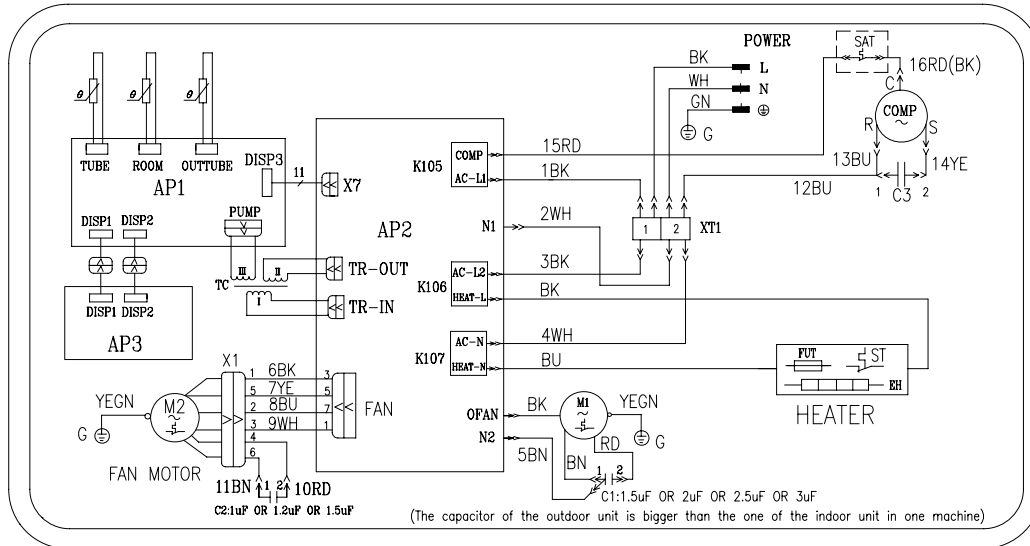 POWER
SAT
BK
L
16RD(BK)
WH
N
C
GN
COMP
G
R
S
θ
θ
θ
TUBE
ROOM
OUTTUBE
DISP3
AP1
11
X7
K105
COMP
15RD
AC-L1
1BK
13BU
14YE
12BU
1
2
C3
DISP1
DISP2
PUMP
AP2
N1
2WH
1
2
XT1
III
II
TC
TR-OUT
I
TR-IN
K106
AC-L2
3BK
HEAT-L
BK
DISP1
DISP2
AP3
K107
AC-N
4WH
HEAT-N
BU
FUT
ST
EH
HEATER
X1
1
6BK
3
5
7YE
5
2
8BU
7
3
9WH
1
4
6
FAN
YEGN
M2
~
G
FAN MOTOR
11BN
1
2
10RD
C2:1uF OR 1.2uF OR 1.5uF
OFAN
BK
M1
~
YEGN
G
N2
5BN
BN
RD
1
2
C1:1.5uF OR 2uF OR 2.5uF OR 3uF
(The capacitor of the outdoor unit is bigger than the one of the indoor unit in one machine)